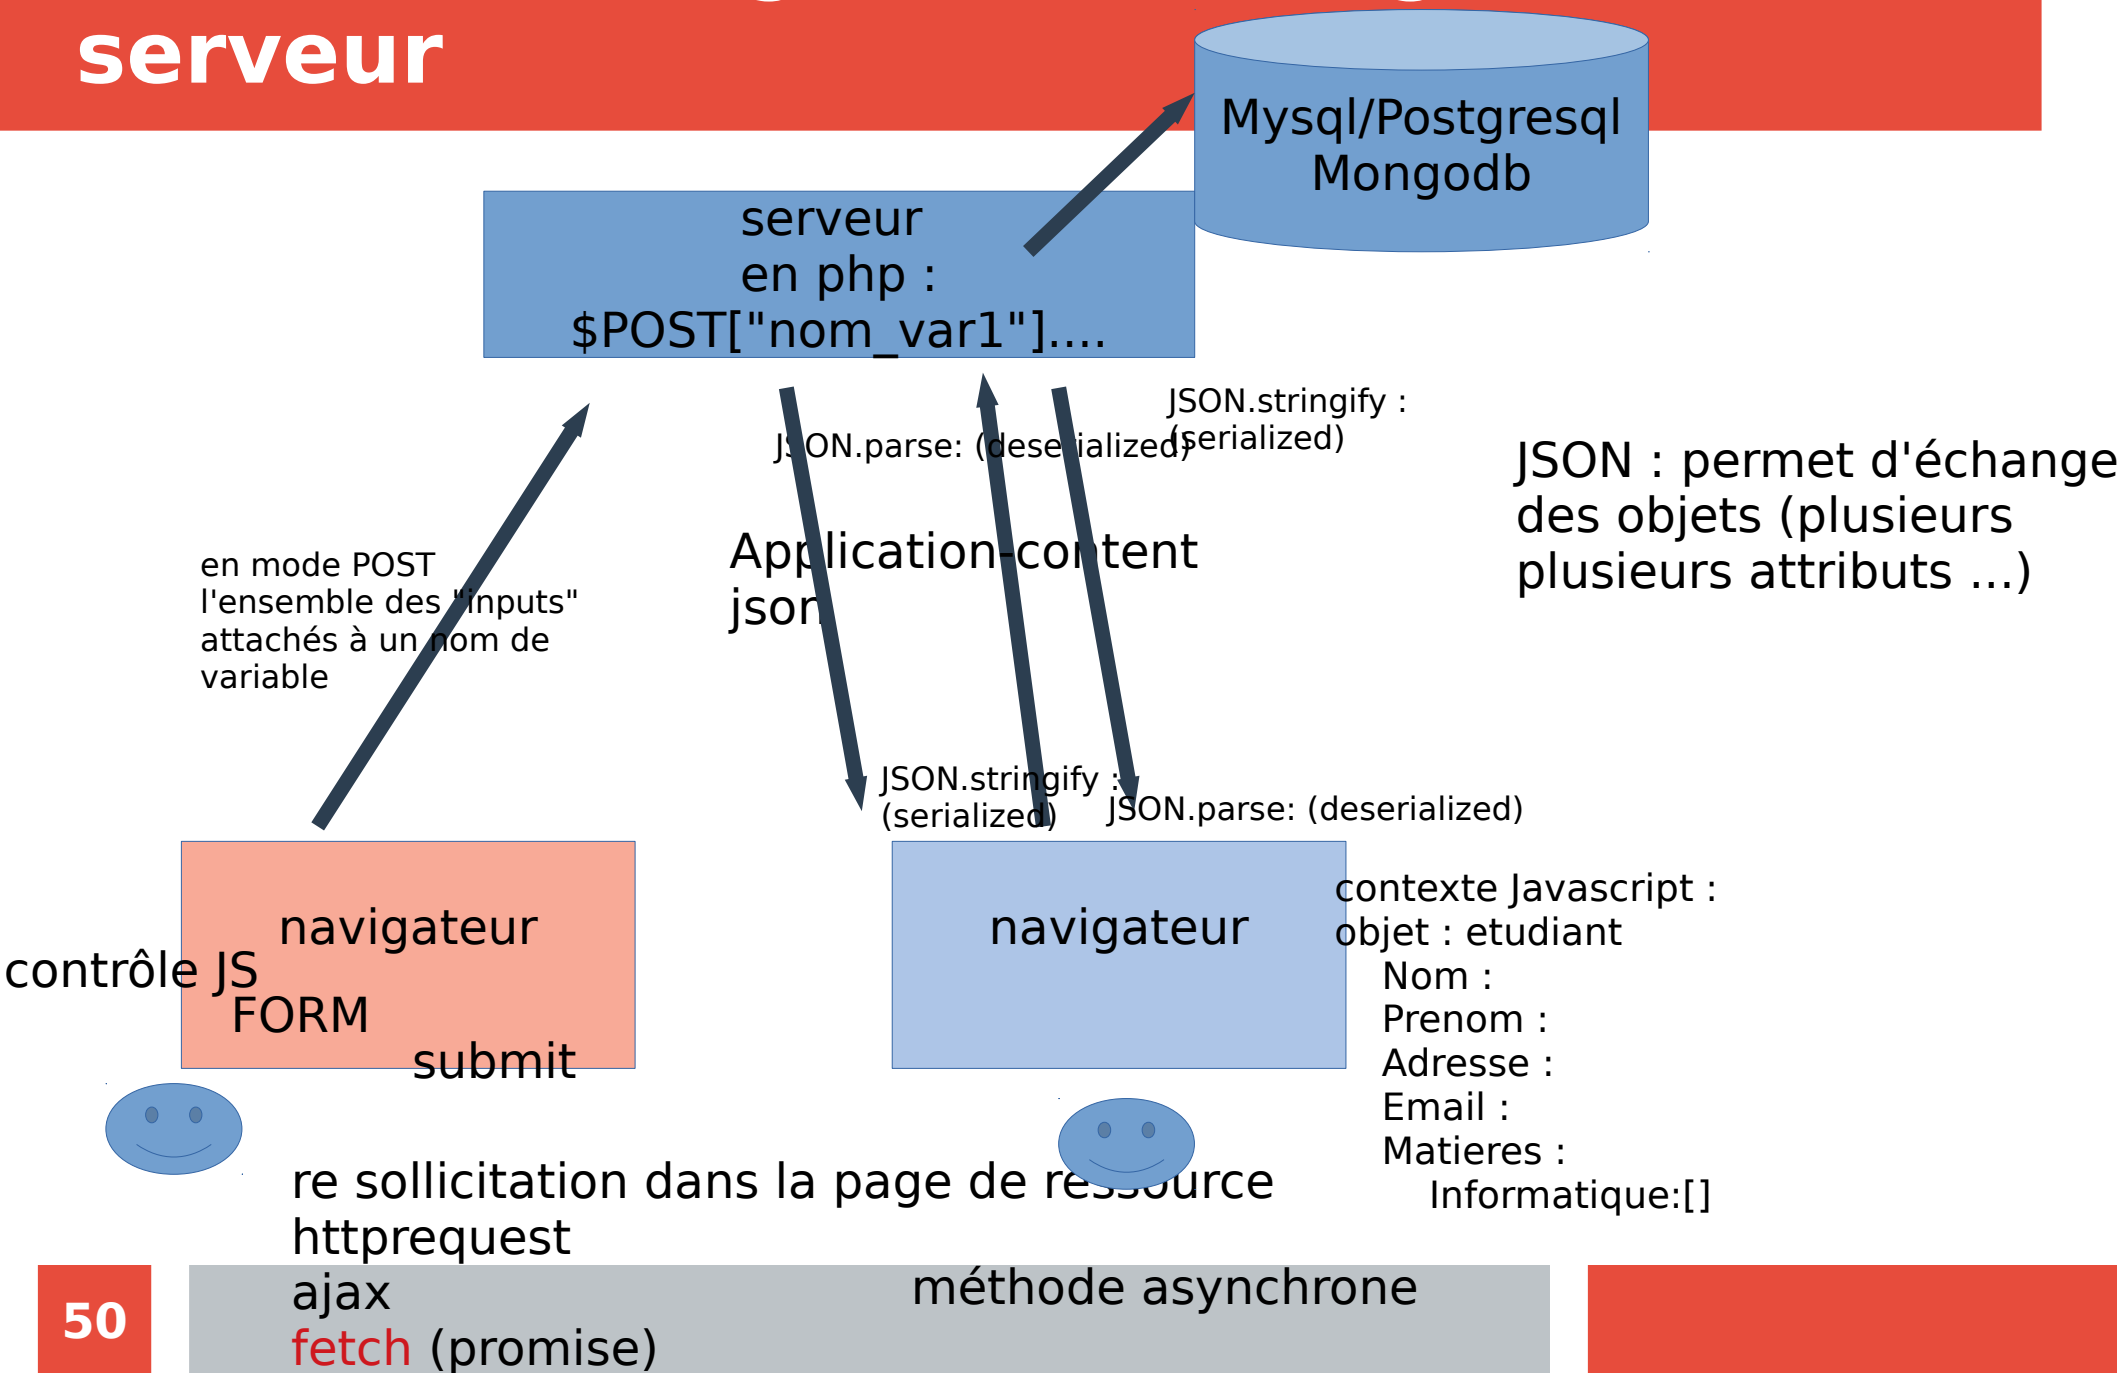 serveur
Mysql/Postgresql
Mongodb
serveur
en php :
$POST["nom_var1"]....
JSON.stringify :
(serialized)
JSON.parse: (deserialized)
JSON : permet d'échange
des objets (plusieurs
plusieurs attributs ...)
Application-content
json
en mode POST
l'ensemble des "inputs"
attachés à un nom de
variable
JSON.stringify :
(serialized)
JSON.parse: (deserialized)
navigateur
contrôle JS
FORM
submit
navigateur
contexte Javascript :
objet : etudiant
Nom :
Prenom :
Adresse :
Email :
Matieres :
Informatique:[]
re sollicitation dans la page de ressource
httprequest
ajax
fetch (promise)
méthode asynchrone
50